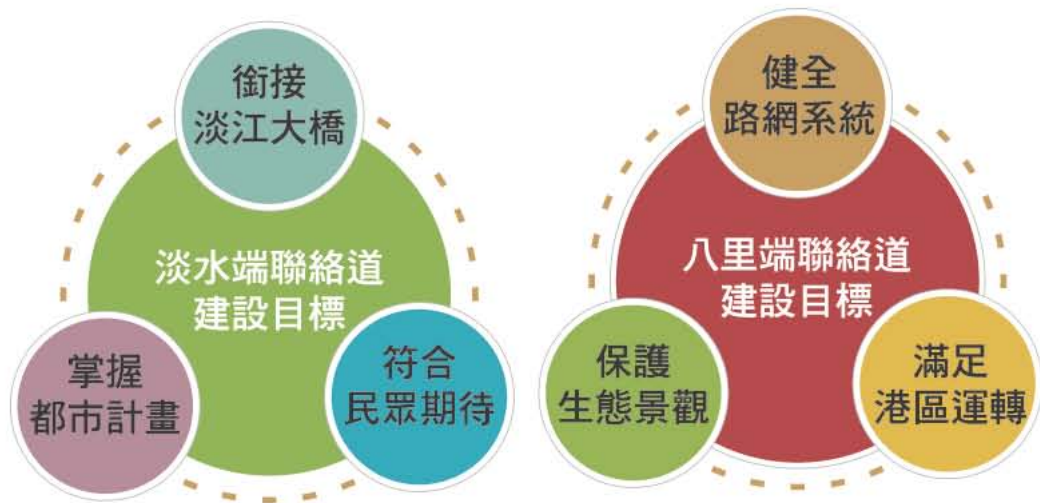 銜接
淡江大橋
淡水端聯絡道
建設目標
掌握
都市計畫
符合
民眾期待
健全
路網系統
八里端聯絡道
建設目標
保護
生態景觀
滿足
港區運轉